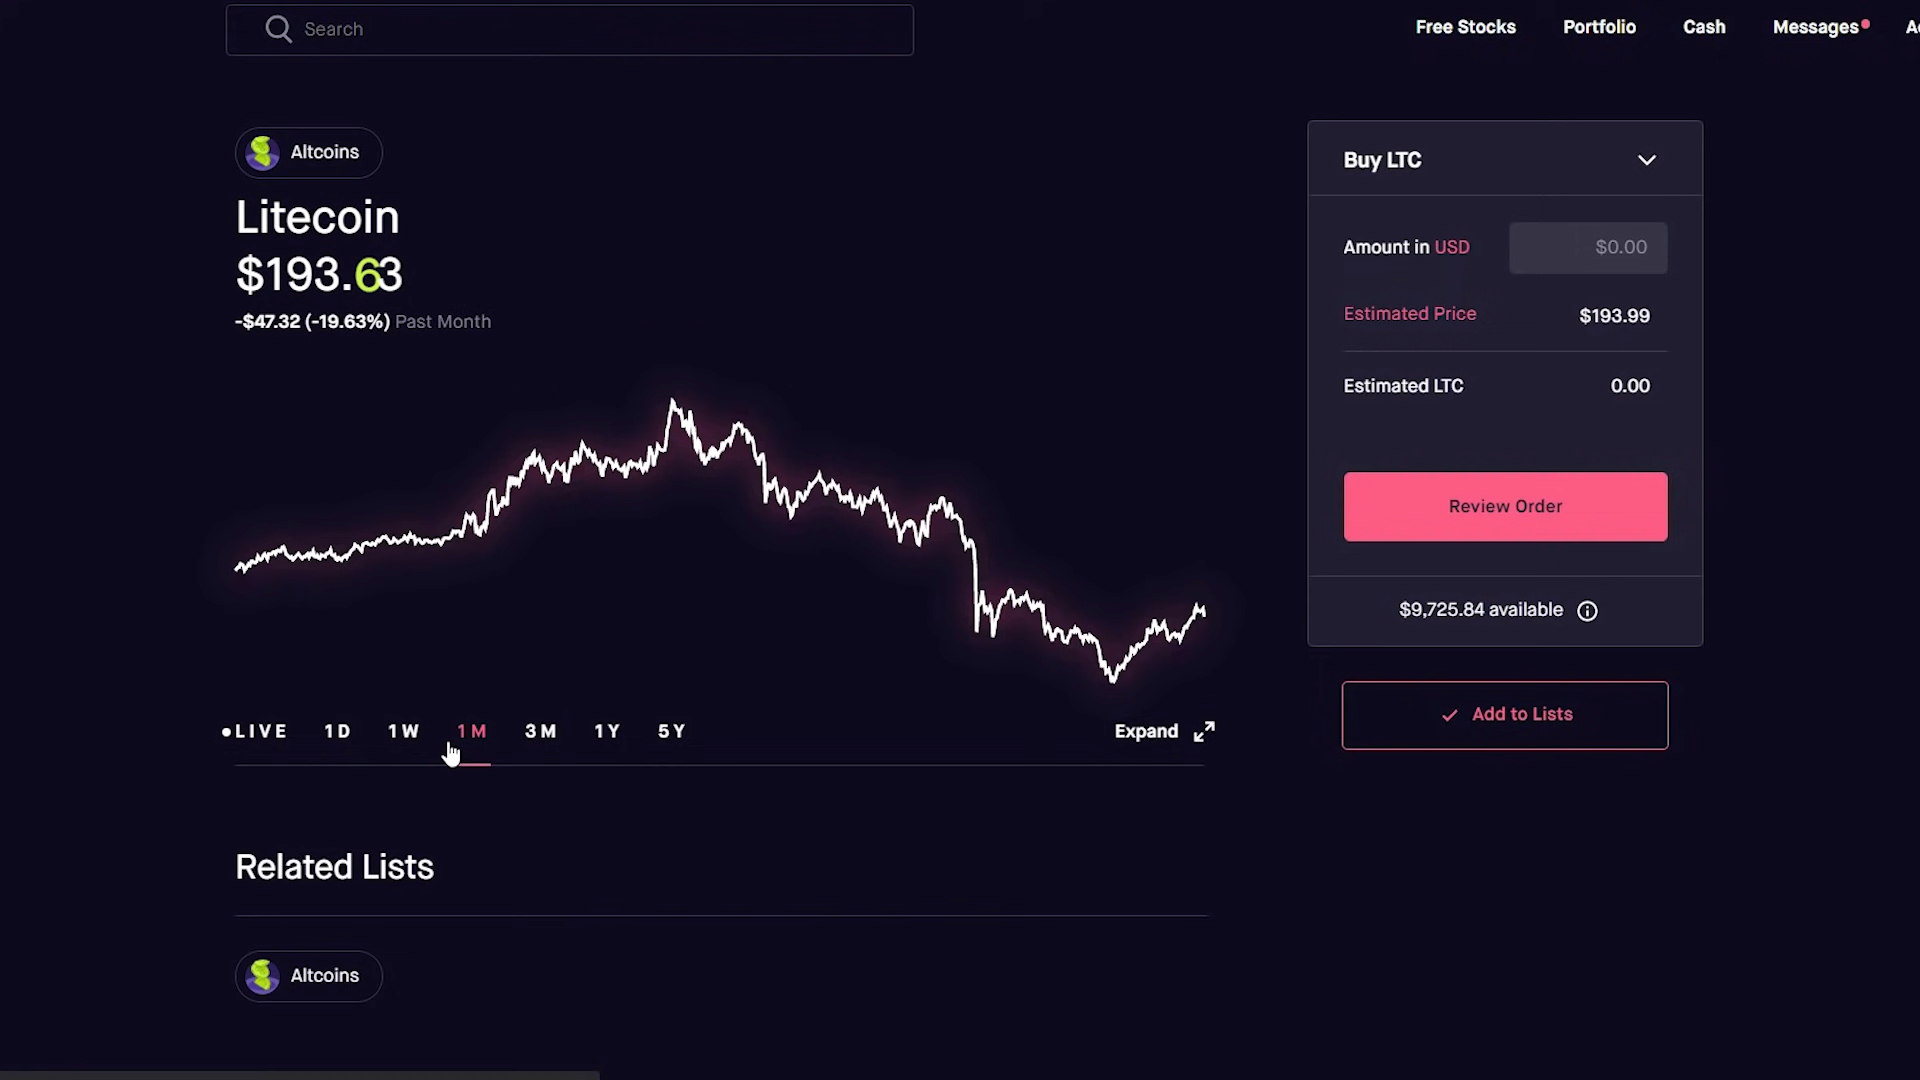 Search
Free Stocks Portfolio Cash Messages
Altcoins
Litecoin
$193.63
-$47.32 (-19.63%) Past Month
Buy LTC
Amount in USD $0.00
Estimated Price $193.99
Estimated LTC 0.00
Review Order
$9,725.84 available
Add to Lists
LIVE 1D 1W 1M 3M 1Y 5Y Expand
Related Lists
Altcoins